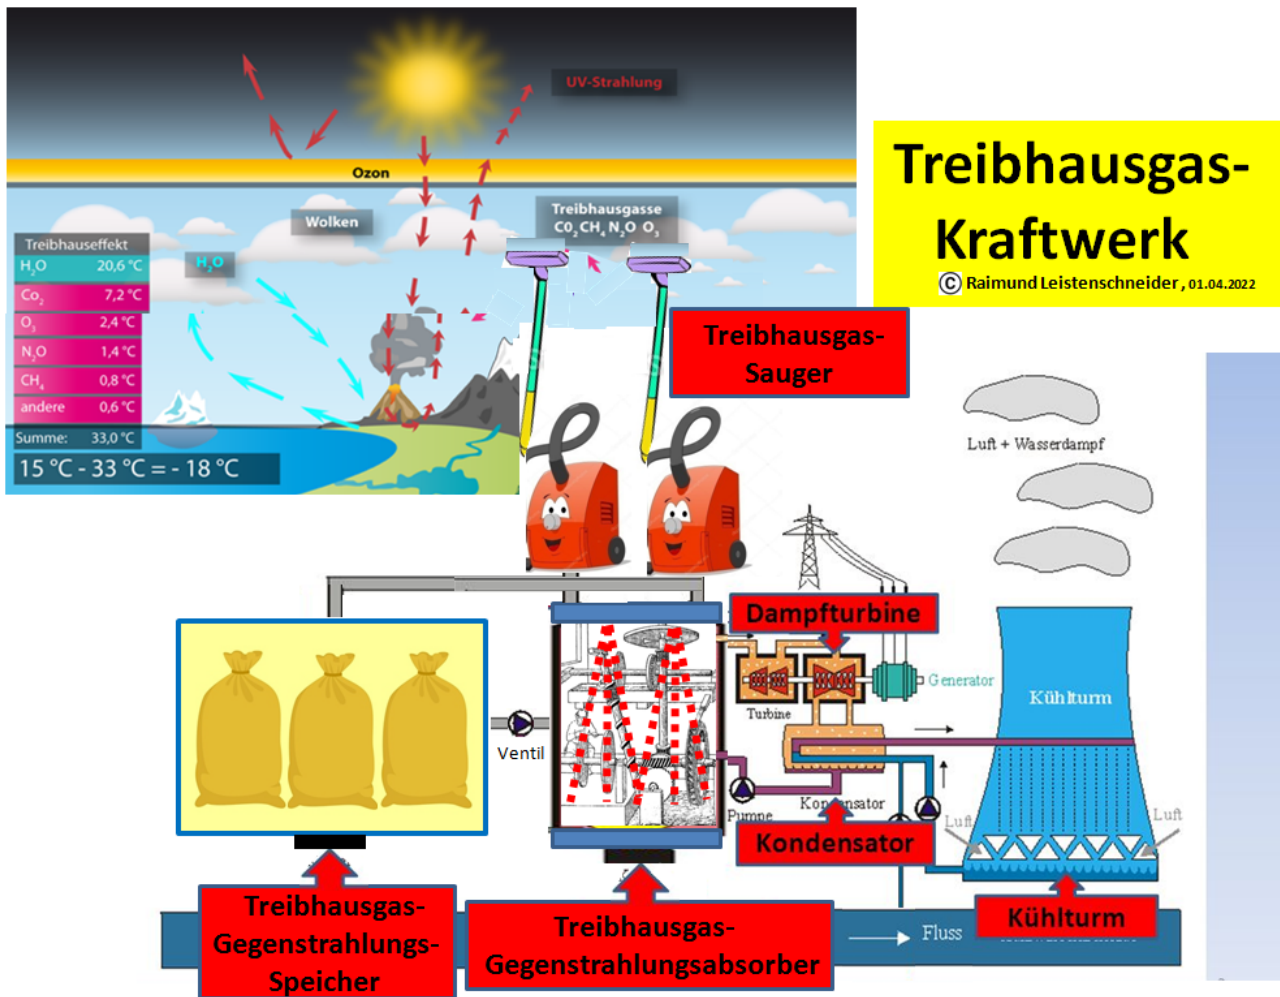 UV-Strahlung
Ozon
Wolken
Treibhausgase
CO₂ CH₄ N₂O O₃
Treibhauseffekt
H₂O 20,6 °C
Co₂ 7,2 °C
O₃ 2,4 °C
N₂O 1,4 °C
CH₄ 0,8 °C
andere 0,6 °C
Summe: 33,0 °C
15 °C - 33 °C = - 18 °C
H₂O
Treibhausgas-
Kraftwerk
© Raimund Leistenschneider , 01.04.2022
Treibhausgas-
Sauger
Luft + Wasserdampf
Dampfturbine
Generator
Turbine
Kühlturm
Ventil
Pumpe
Kondensator
Kondensator
Luft
Luft
Kühlturm
Treibhausgas-
Gegenstrahlungs-
Speicher
Treibhausgas-
Gegenstrahlungsabsorber
Fluss